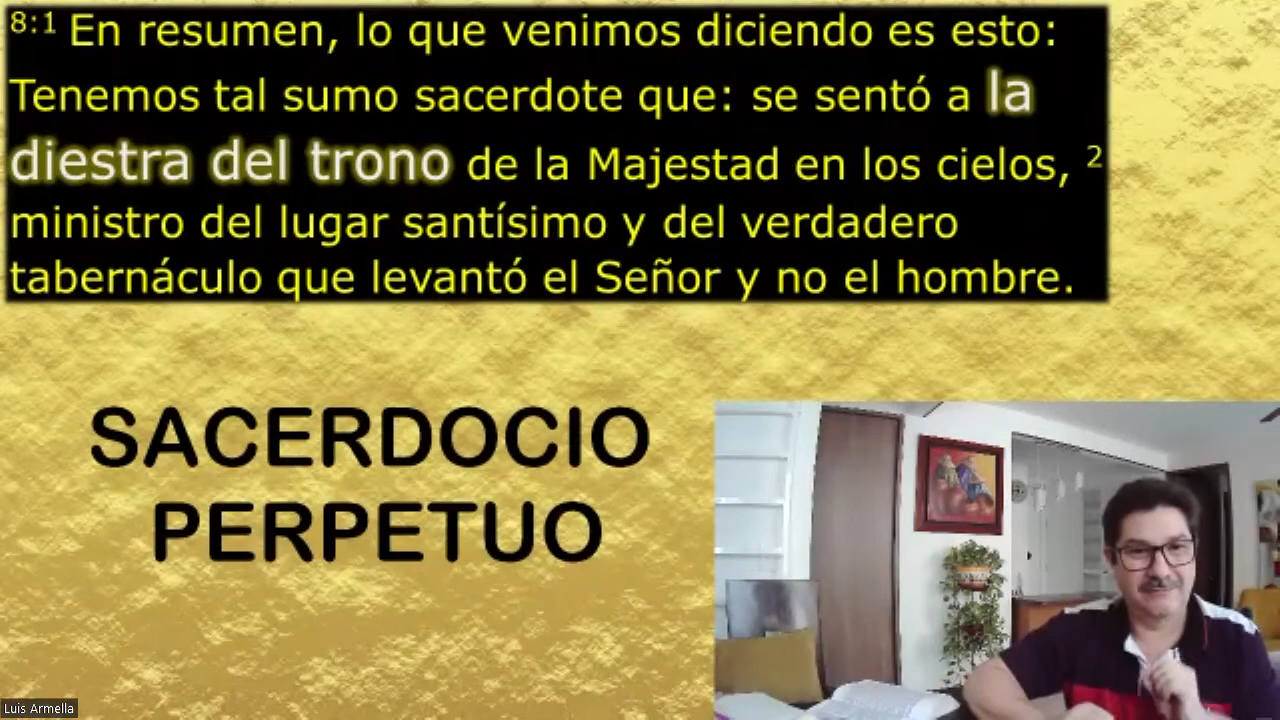 8:1 En resumen, lo que venimos diciendo es esto:
Tenemos tal sumo sacerdote que: se sentó a la
diestra del trono de la Majestad en los cielos, 2
ministro del lugar santísimo y del verdadero
tabernáculo que levantó el Señor y no el hombre.
SACERDOCIO
PERPETUO
Luis Armella